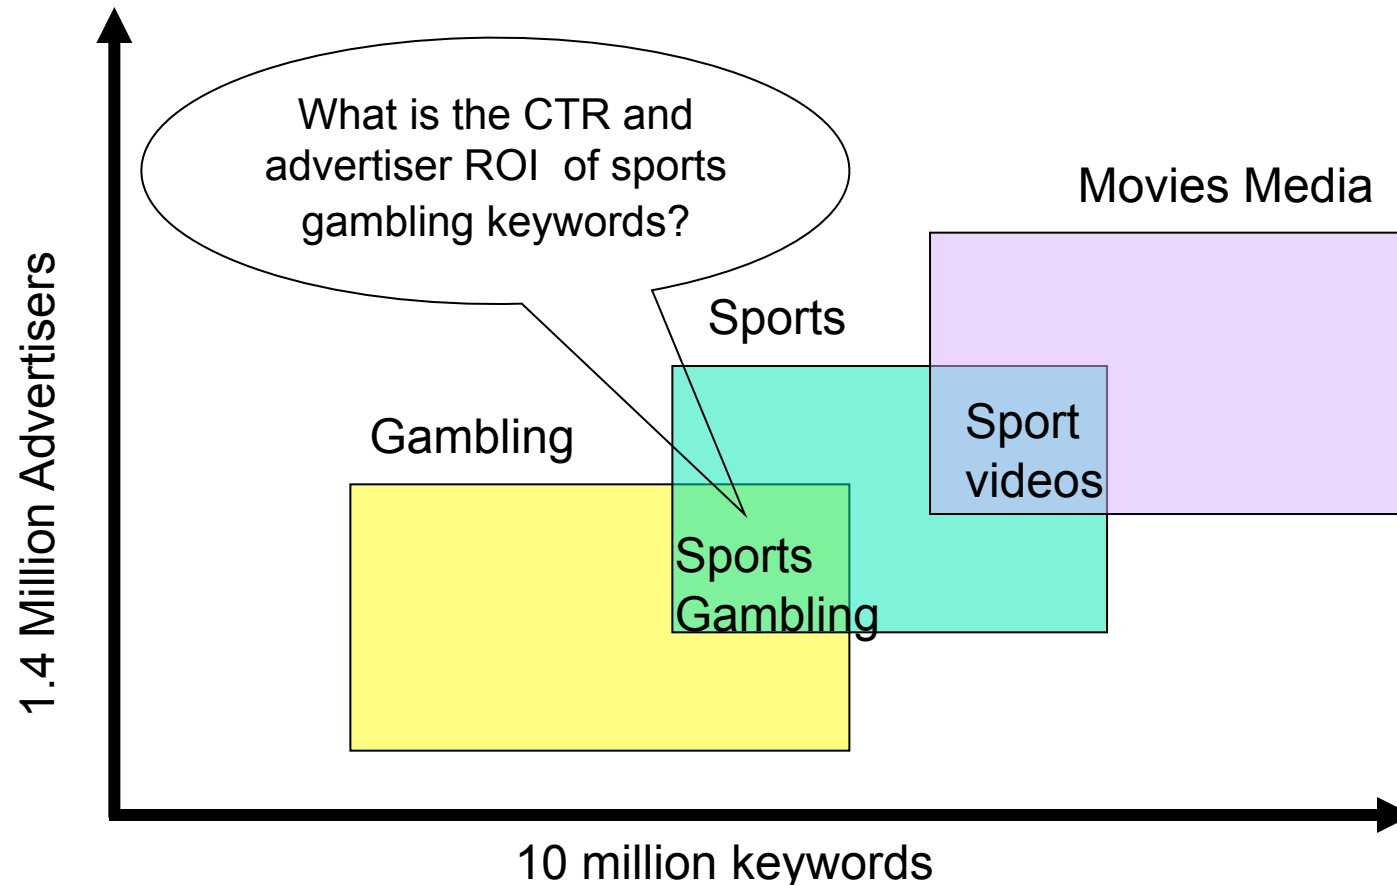 What is the CTR and
advertiser ROI of sports
gambling keywords?
Movies Media
Sports
Gambling
Sport
videos
Sports
Gambling
1.4 Million Advertisers
10 million keywords